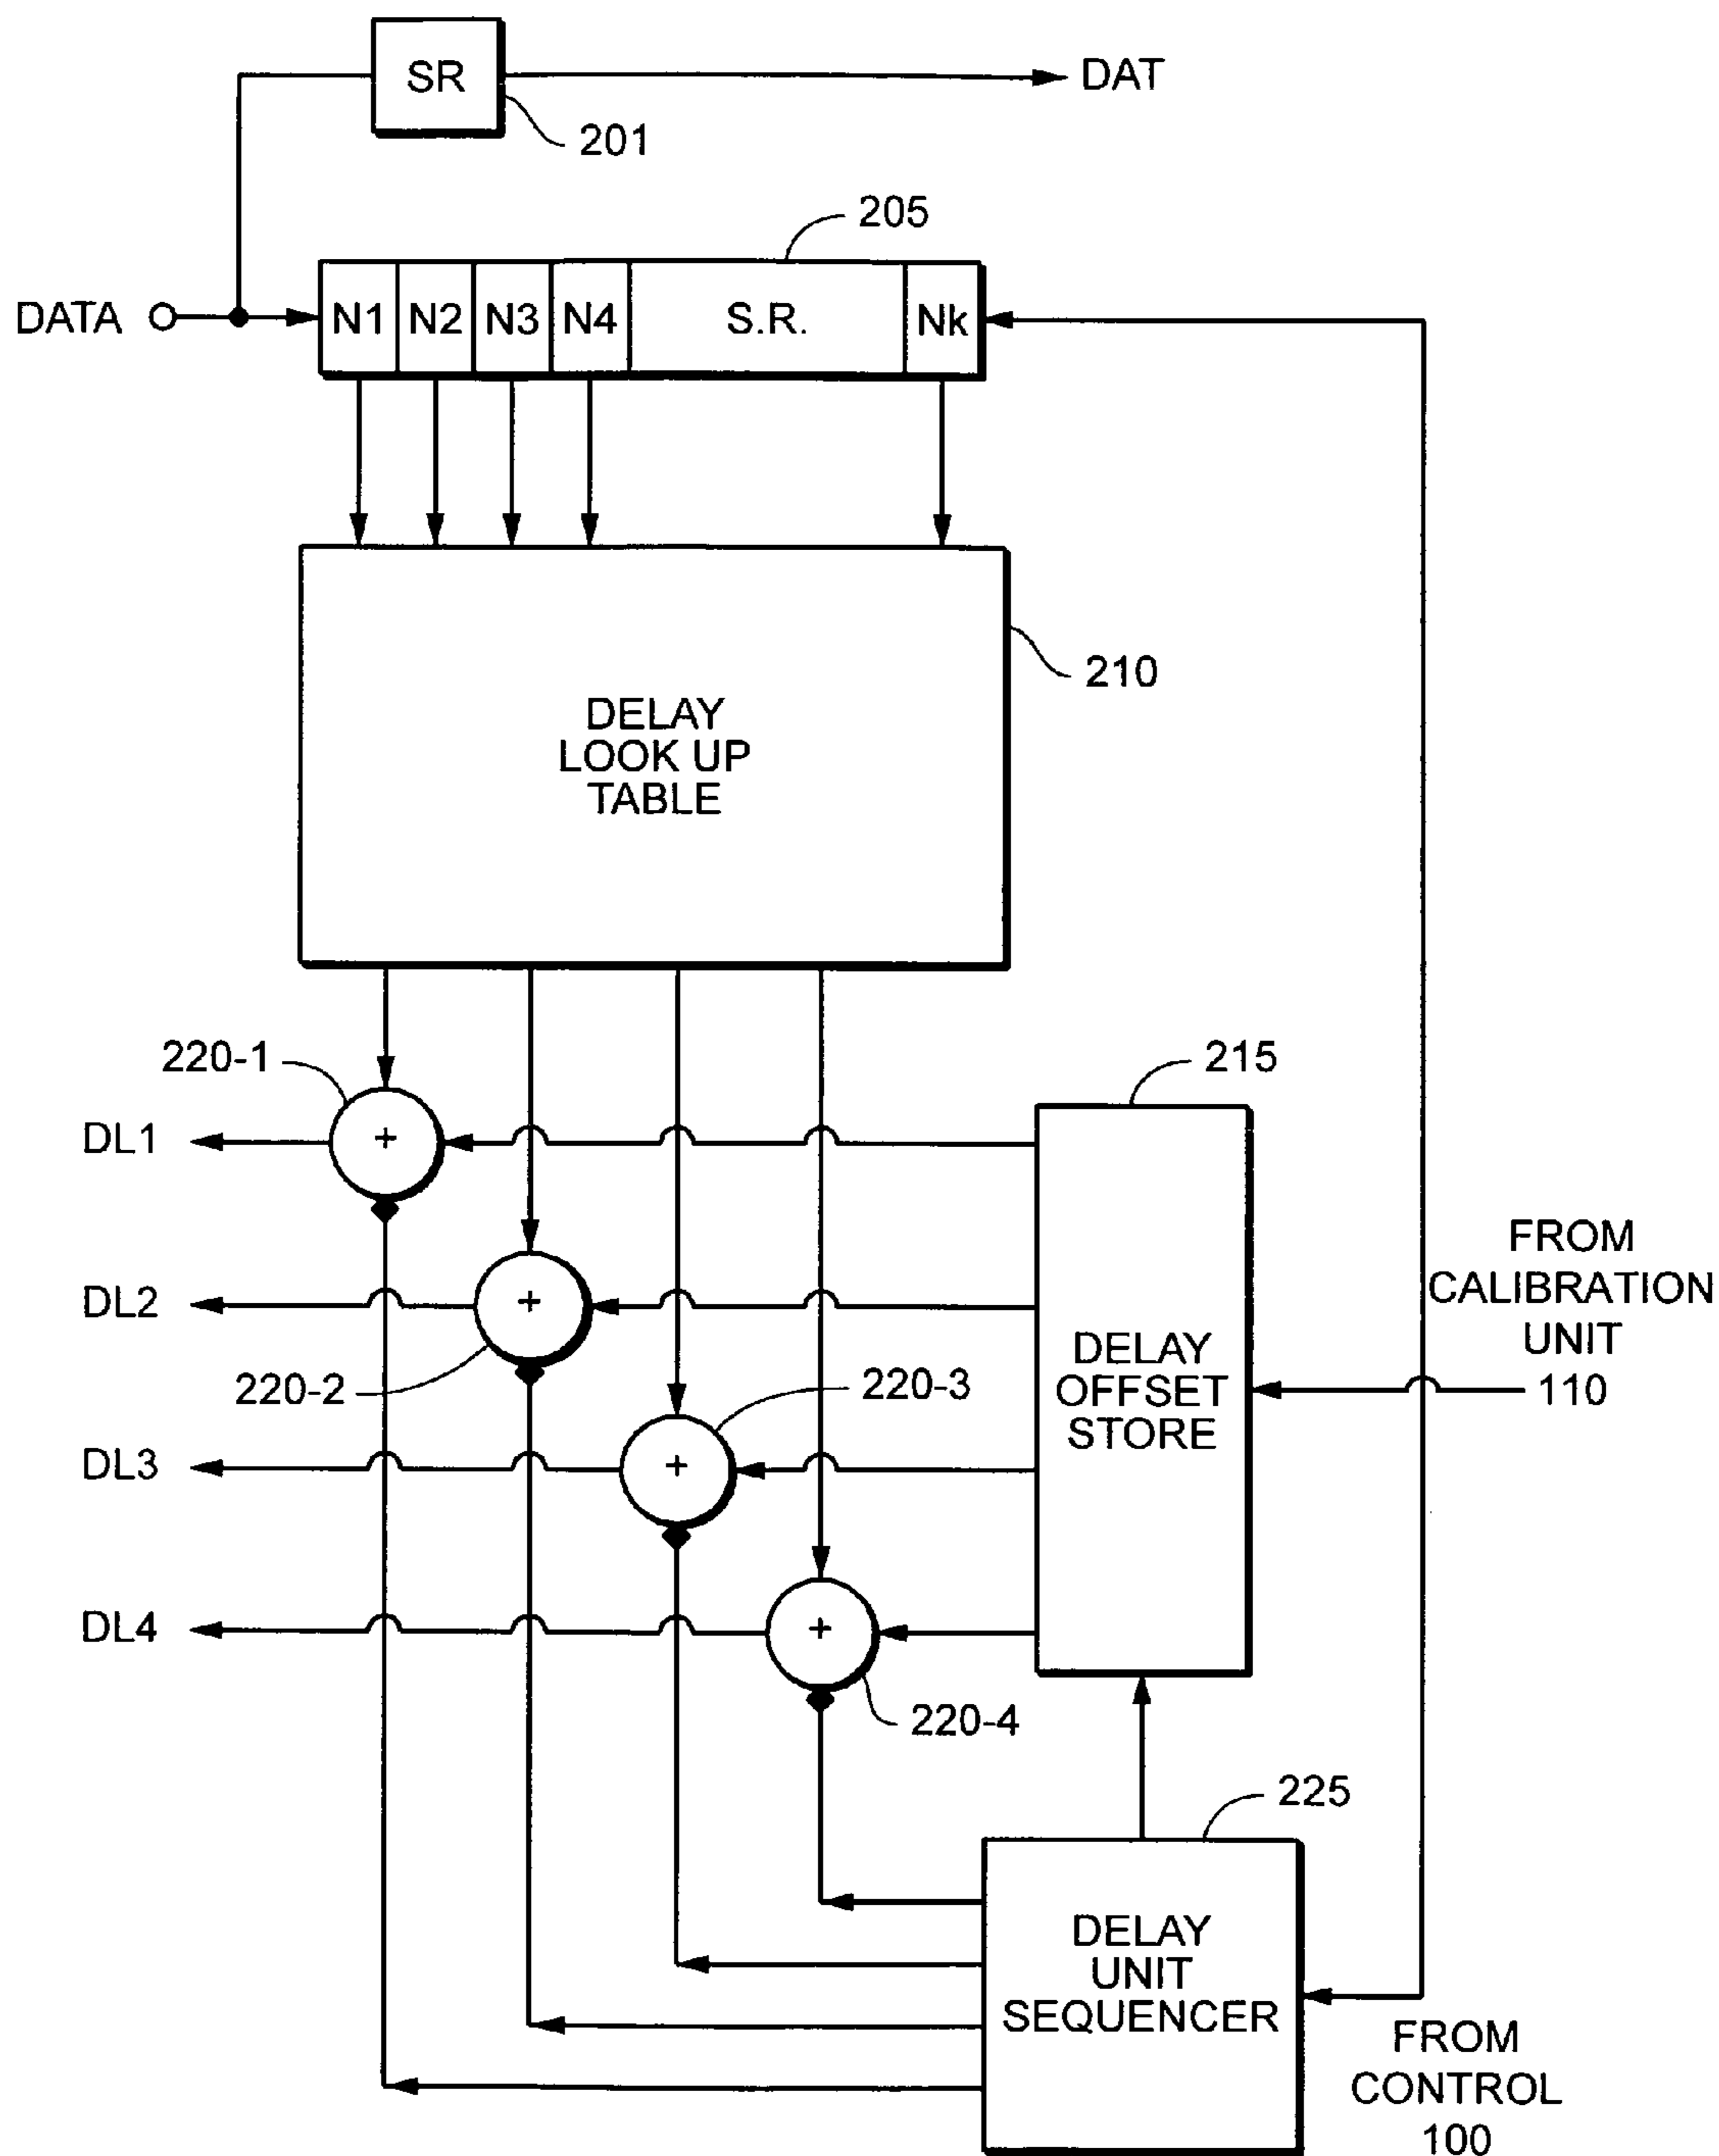 SR
DAT
201
205
DATA
N1 N2 N3 N4 S.R. Nk
210
DELAY
LOOK UP
TABLE
220-1
215
DL1
+
FROM
CALIBRATION
UNIT
110
DL2
+
DELAY
OFFSET
STORE
220-2
220-3
DL3
+
DL4
+
220-4
225
DELAY
UNIT
SEQUENCER
FROM
CONTROL
100